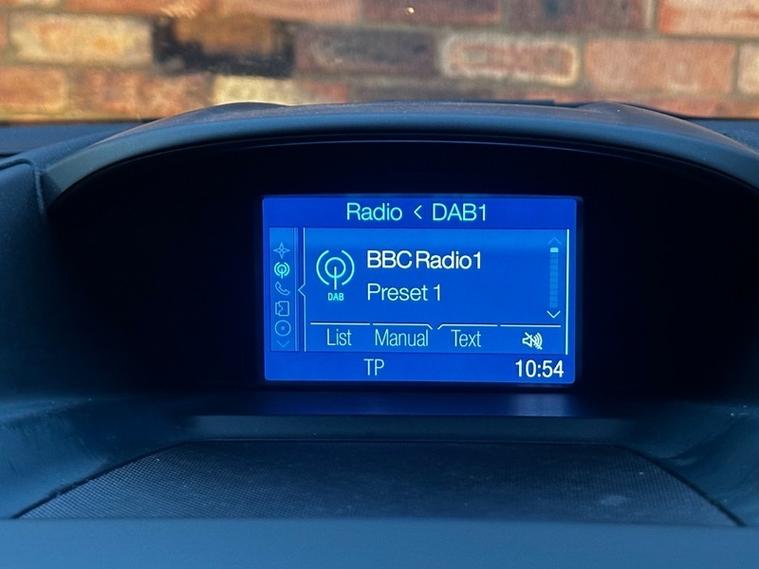 Radio < DAB1
BBC Radio1
DAB
Preset 1
List Manual Text
TP 10:54